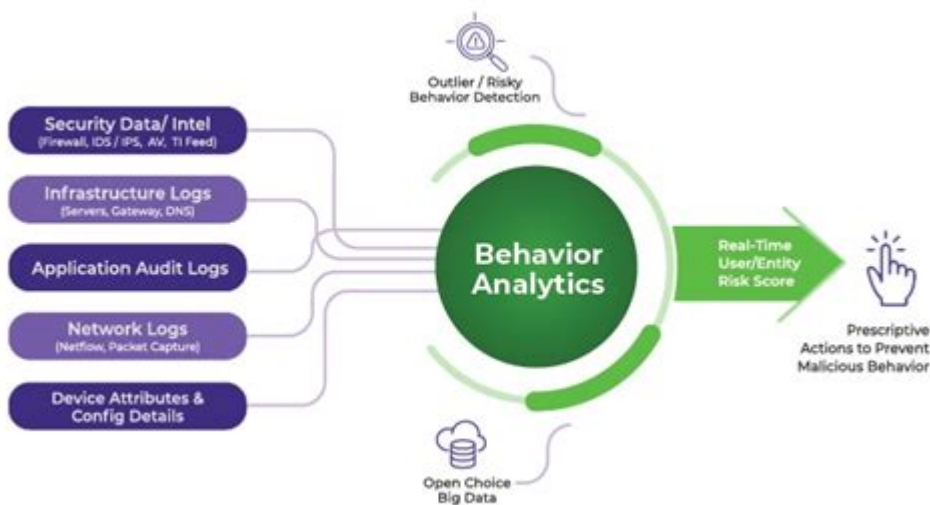 Outlier / Risky
Behavior Detection
Security Data/ Intel
(Firewall, IDS / IPS, AV, TI Feed)
Infrastructure Logs
(Servers, Gateway, DNS)
Application Audit Logs
Network Logs
(Netflow, Packet Capture)
Device Attributes &
Config Details
Behavior
Analytics
Real-Time
User/Entity
Risk Score
Prescriptive
Actions to Prevent
Malicious Behavior
Open Choice
Big Data